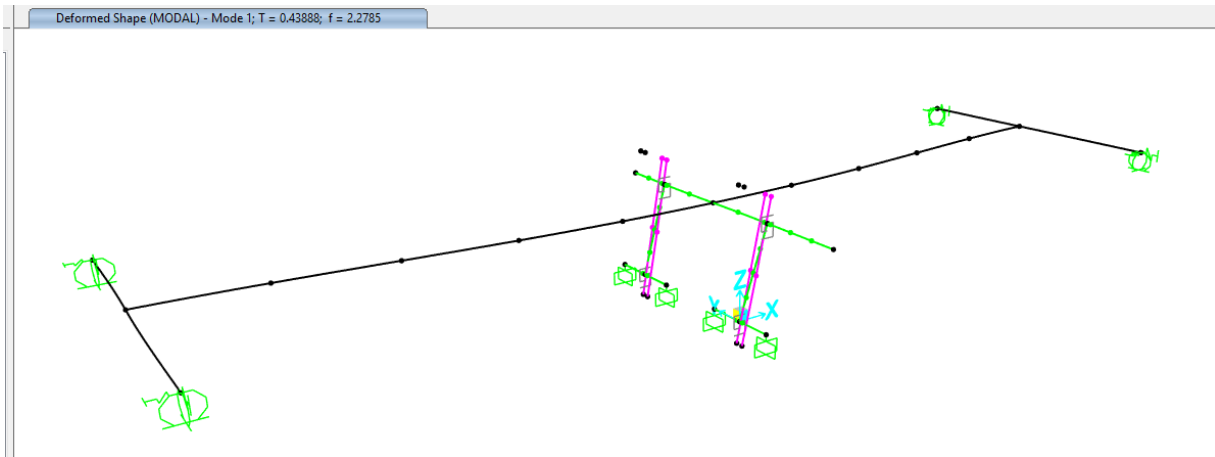 Deformed Shape (MODAL) - Mode 1; T = 0.43888; f = 2.2785
Z
Y
X